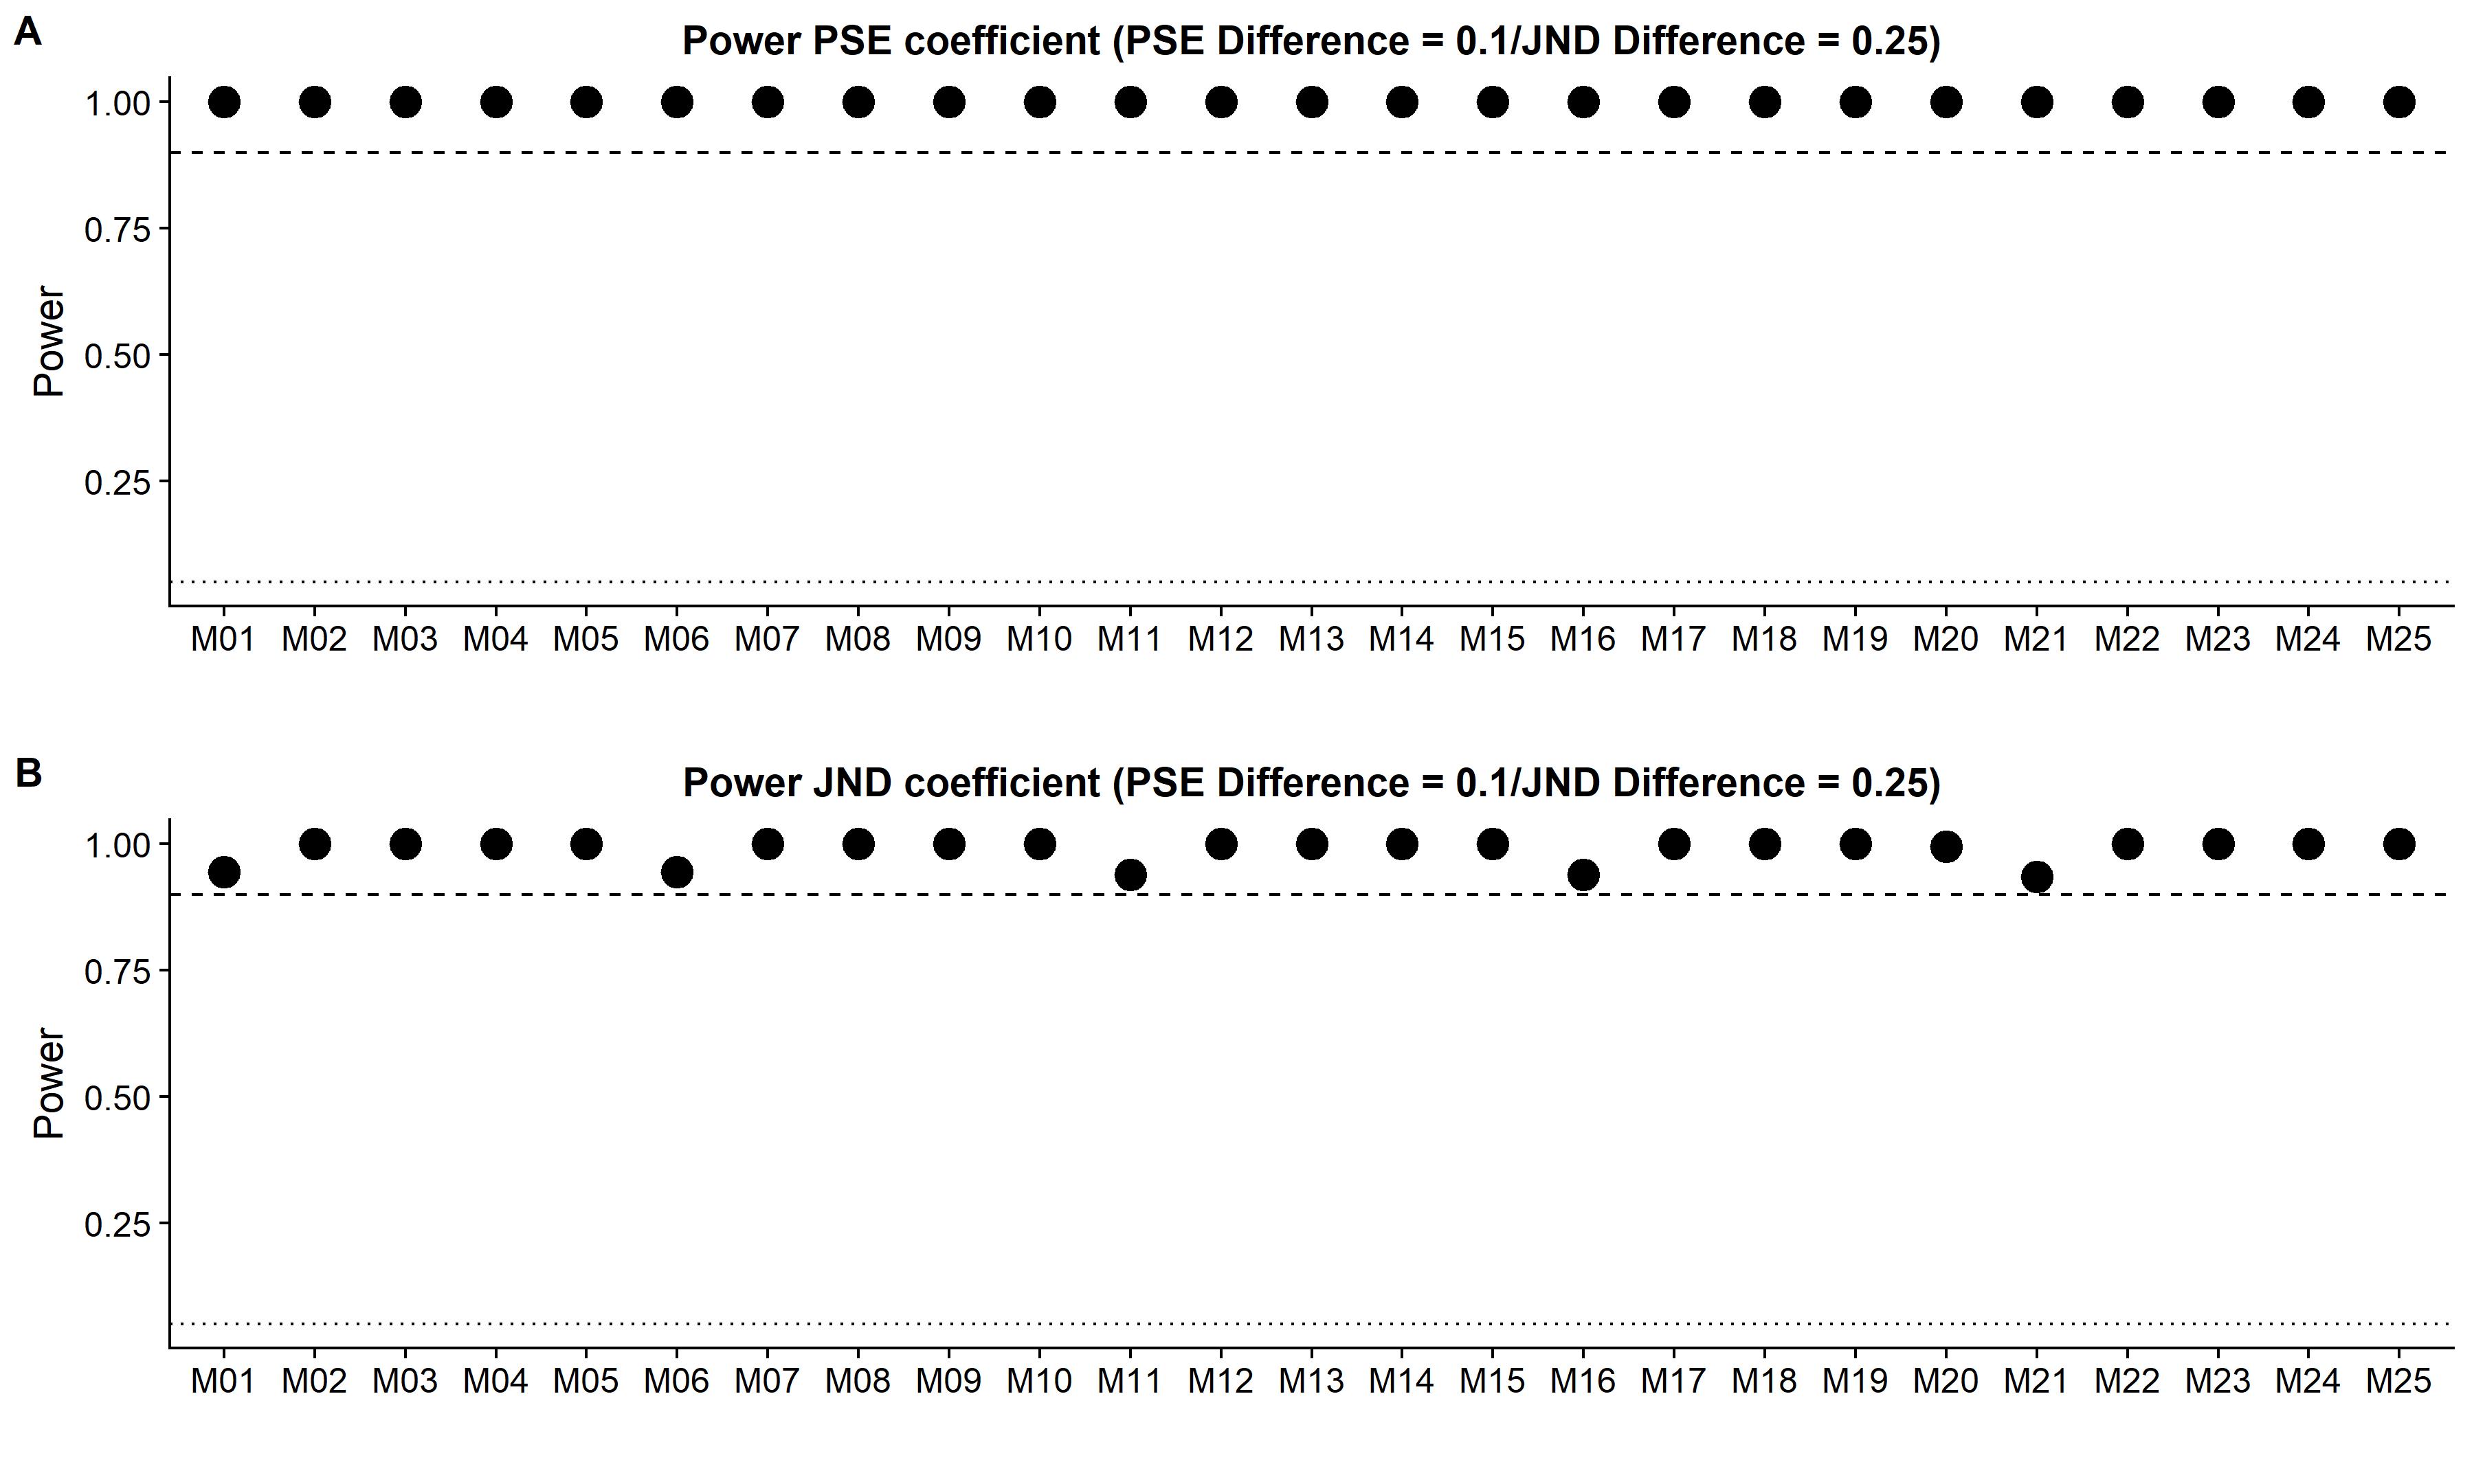 A
Power PSE coefficient (PSE Difference = 0.1/JND Difference = 0.25)
1.00
0.75
0.50
0.25
Power
M01 M02 M03 M04 M05 M06 M07 M08 M09 M10 M11 M12 M13 M14 M15 M16 M17 M18 M19 M20 M21 M22 M23 M24 M25
B
Power JND coefficient (PSE Difference = 0.1/JND Difference = 0.25)
1.00
0.75
0.50
0.25
Power
M01 M02 M03 M04 M05 M06 M07 M08 M09 M10 M11 M12 M13 M14 M15 M16 M17 M18 M19 M20 M21 M22 M23 M24 M25